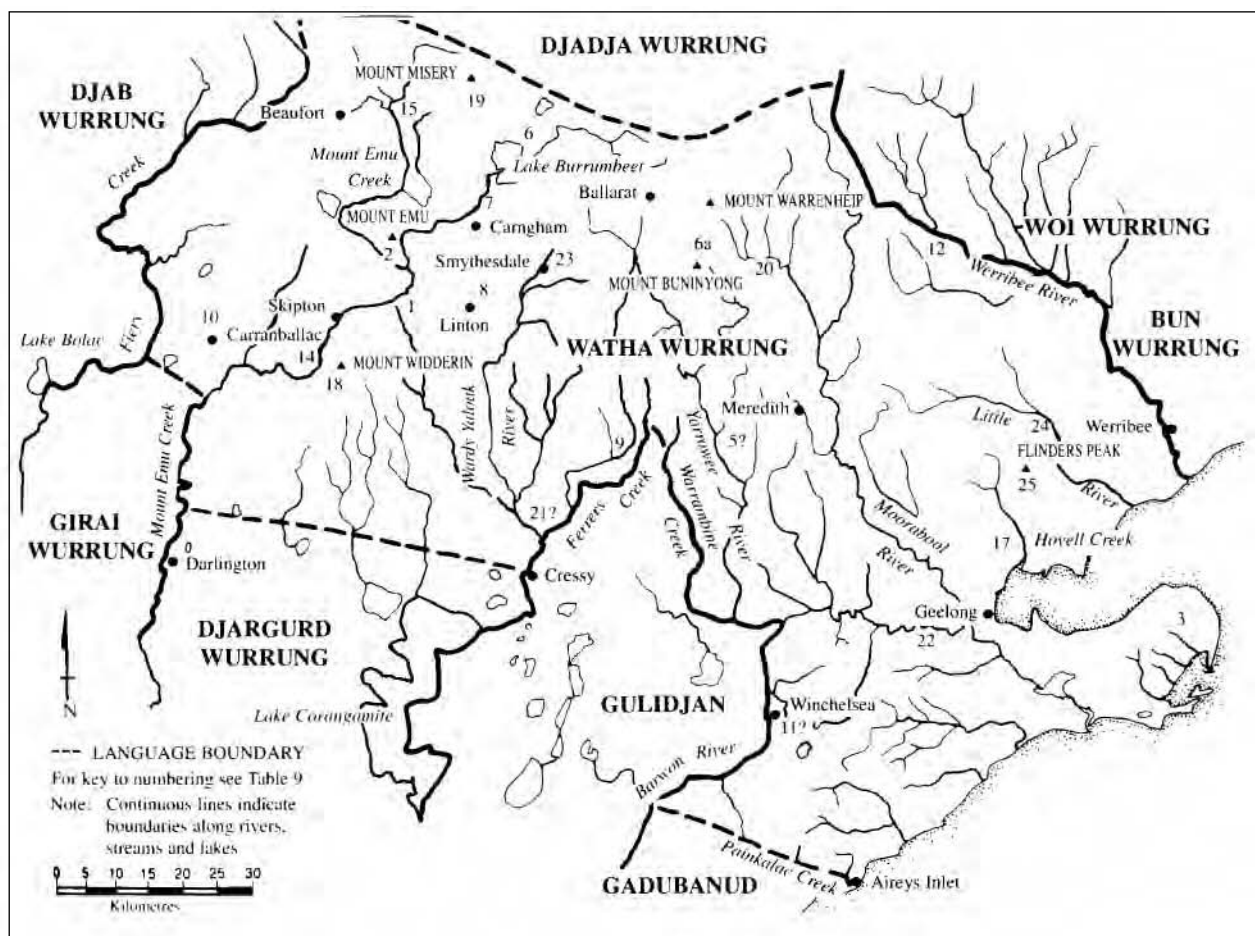 DJADJA WURRUNG
MOUNT MISERY
19
DJAB
WURRUNG
Beaufort
15
6
Creek
Mount Emu
Creek
Lake Burrumbeet
Ballarat
MOUNT WARRENHEIP
MOUNT EMU
7
Carngham
2
WOI WURRUNG
12
6a
Smythesdale
23
MOUNT BUNINYONG
20
Werribee River
1
8
Linton
Skipton
10
Carranballac
Lake Bolac
Fiery
14
MOUNT WIDDERIN
18
WATHA WURRUNG
BUN
WURRUNG
Meredith
Little
River
24
Werribee
FLINDERS PEAK
25
Wardy Yalouk
River
9
5?
Yarrowee
River
Warrambine
Creek
Mount Emu Creek
21?
Ferrers
Creek
Moorabool
River
17
Hovell Creek
GIRAI
WURRUNG
0
Darlington
Cressy
Geelong
22
3
DJARGURD
WURRUNG
N
Lake Corangamite
GULIDJAN
Winchelsea
11?
Barwon
River
LANGUAGE BOUNDARY
For key to numbering see Table 9
Note: Continuous lines indicate
boundaries along rivers,
streams and lakes
0 5 10 15 20 25 30
Kilometres
Painkalac Creek
GADUBANUD
Aireys Inlet